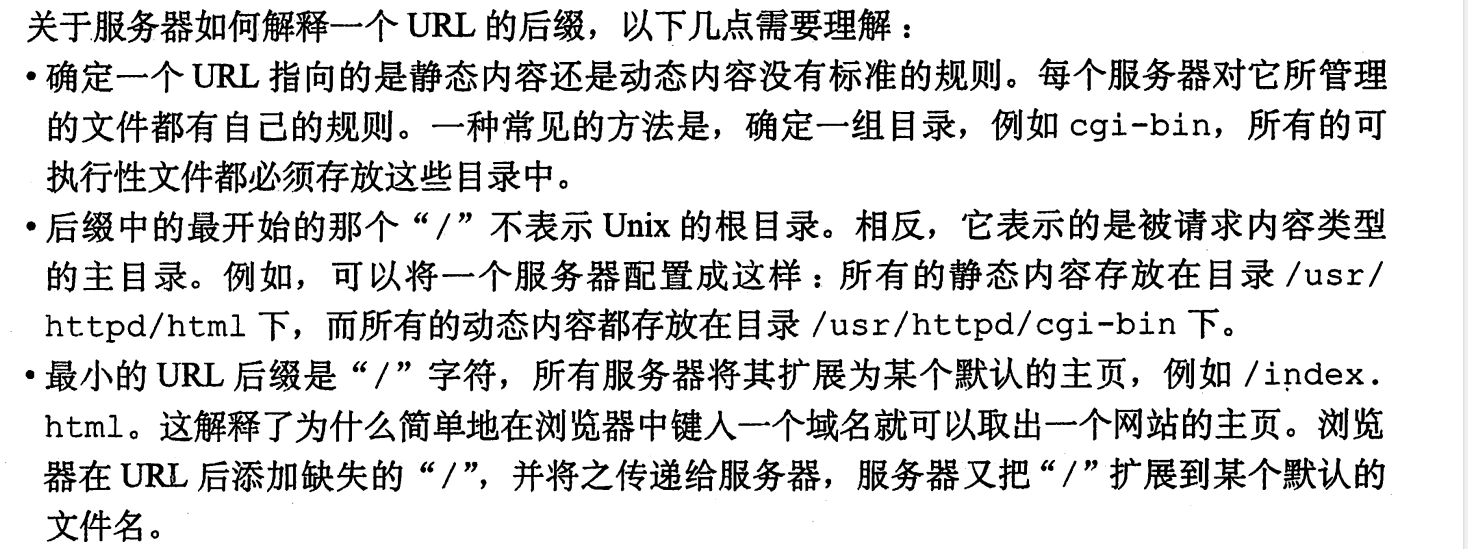 关于服务器如何解释一个 URL 的后缀，以下几点需要理解：
• 确定一个 URL 指向的是静态内容还是动态内容没有标准的规则。每个服务器对它所管理
的文件都有自己的规则。一种常见的方法是，确定一组目录，例如 cgi-bin，所有的可
执行性文件都必须存放这些目录中。
• 后缀中的最开始的那个“/”不表示 Unix 的根目录。相反，它表示的是被请求内容类型
的主目录。例如，可以将一个服务器配置成这样：所有的静态内容存放在目录 /usr/
httpd/html 下，而所有的动态内容都存放在目录 /usr/httpd/cgi-bin 下。
• 最小的 URL 后缀是“/”字符，所有服务器将其扩展为某个默认的主页，例如 /index.
html。这解释了为什么简单地在浏览器中键入一个域名就可以取出一个网站的主页。浏览
器在 URL 后添加缺失的“/”，并将之传递给服务器，服务器又把“/”扩展到某个默认的
文件名。